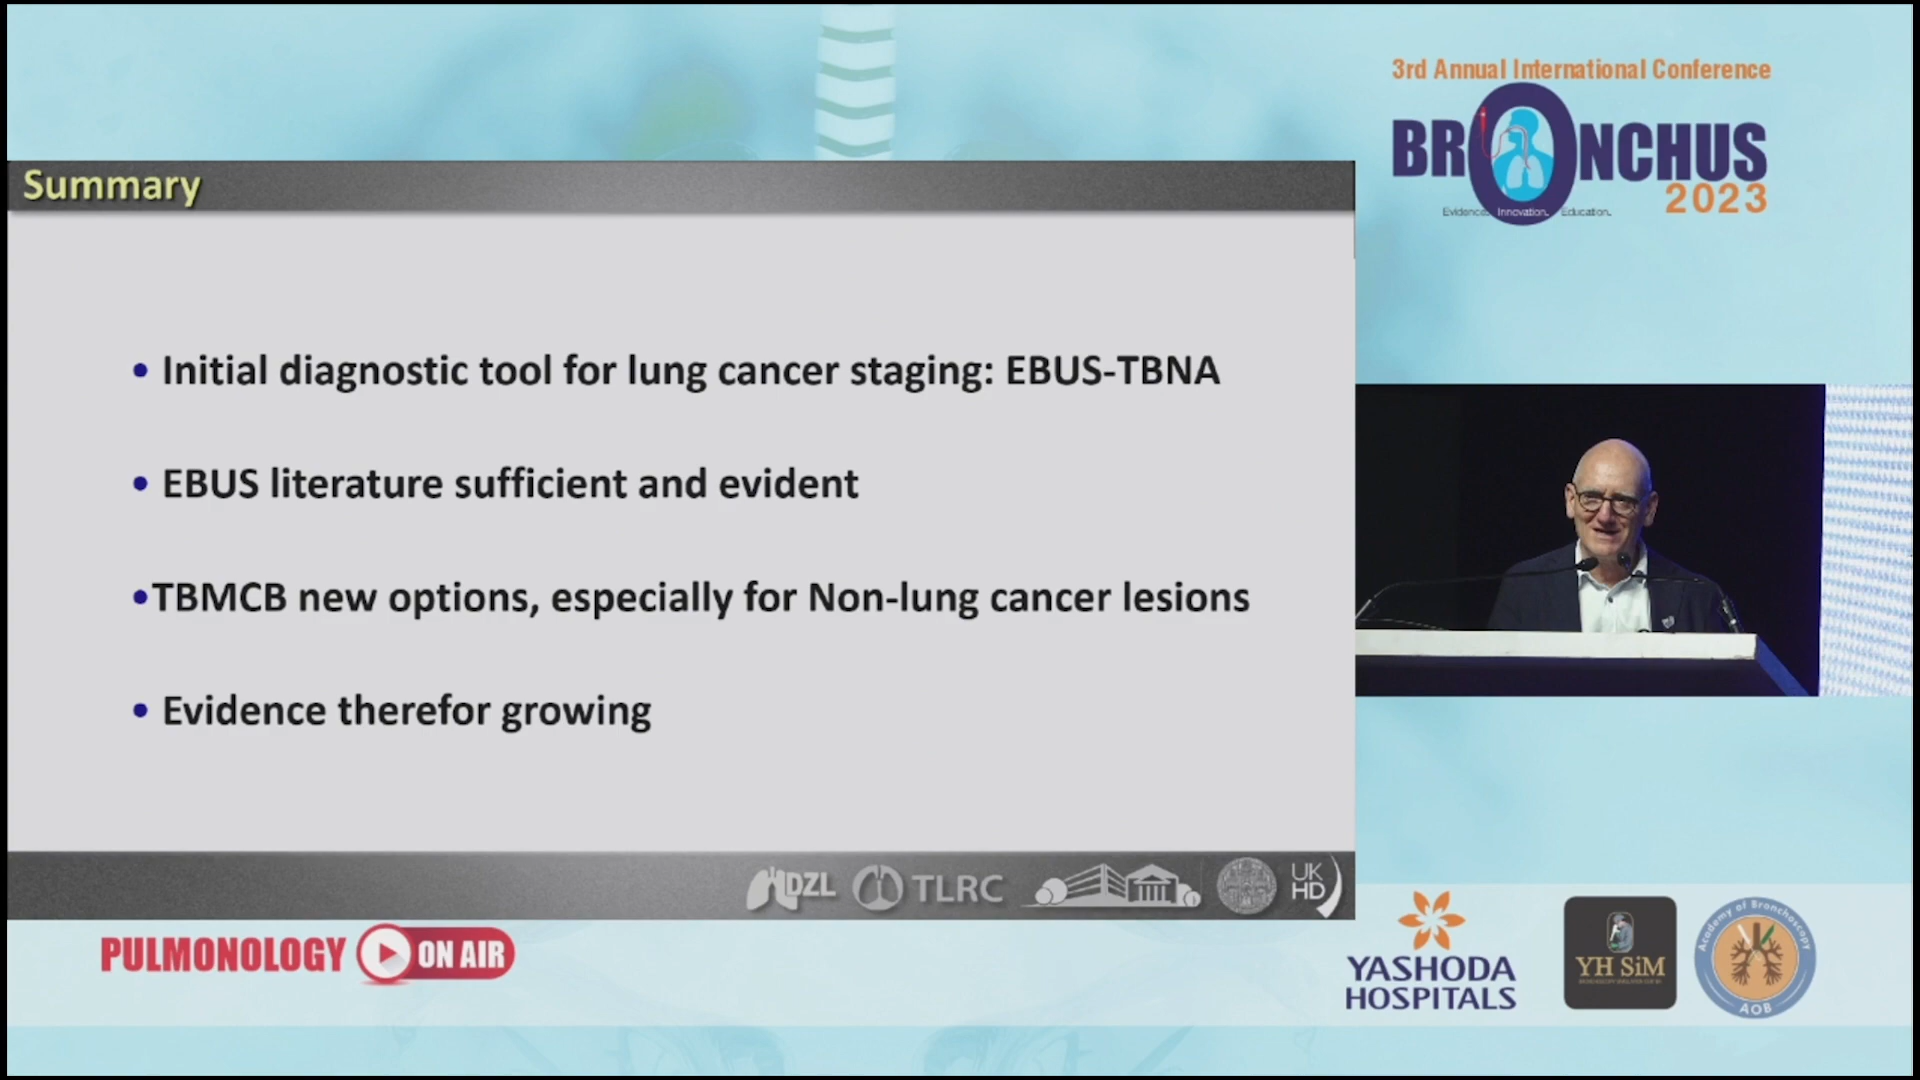 3rd Annual International Conference
BRONCHUS
2023
Evidence. Innovation. Education.
Summary
• Initial diagnostic tool for lung cancer staging: EBUS-TBNA
• EBUS literature sufficient and evident
•TBMCB new options, especially for Non-lung cancer lesions
• Evidence therefor growing
DZL
TLRC
UK
HD
PULMONOLOGY ON AIR
YASHODA
HOSPITALS
YH SiM
Academy of Bronchoscopy
AOB